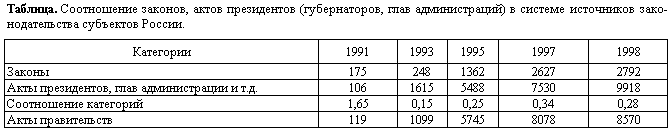 Таблица. Соотношение законов, актов президентов (губернаторов, глав администраций) в системе источников зако-
нодательства субъектов России.
Категории 1991 1993 1995 1997 1998
Законы 175 248 1362 2627 2792
Акты президентов, глав администрации и т.д. 106 1615 5488 7530 9918
Соотношение категорий 1,65 0,15 0,25 0,34 0,28
Акты правительств 119 1099 5745 8078 8570